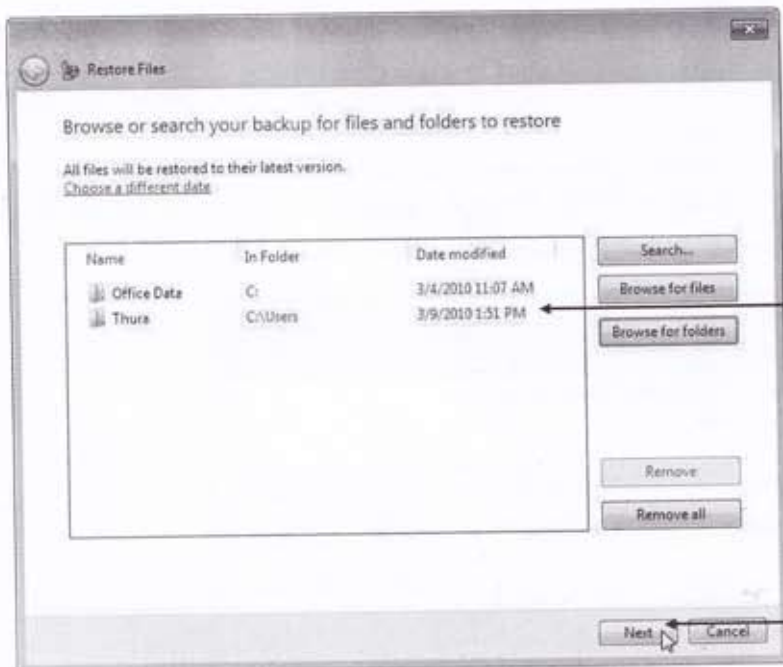 Restore Files
Browse or search your backup for files and folders to restore
All files will be restored to their latest version.
Choose a different date
Name In Folder Date modified
Office Data C: 3/4/2010 11:07 AM
Thura C:\Users 3/9/2010 1:51 PM
Search...
Browse for files
Browse for folders
Remove
Remove all
Next Cancel